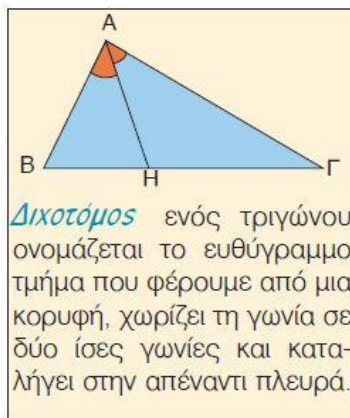 Α
Β
Η
Γ
Διχοτόμος ενός τριγώνου
ονομάζεται το ευθύγραμμο
τμήμα που φέρουμε από μια
κορυφή, χωρίζει τη γωνία σε
δύο ίσες γωνίες και κατα-
λήγει στην απέναντι πλευρά.